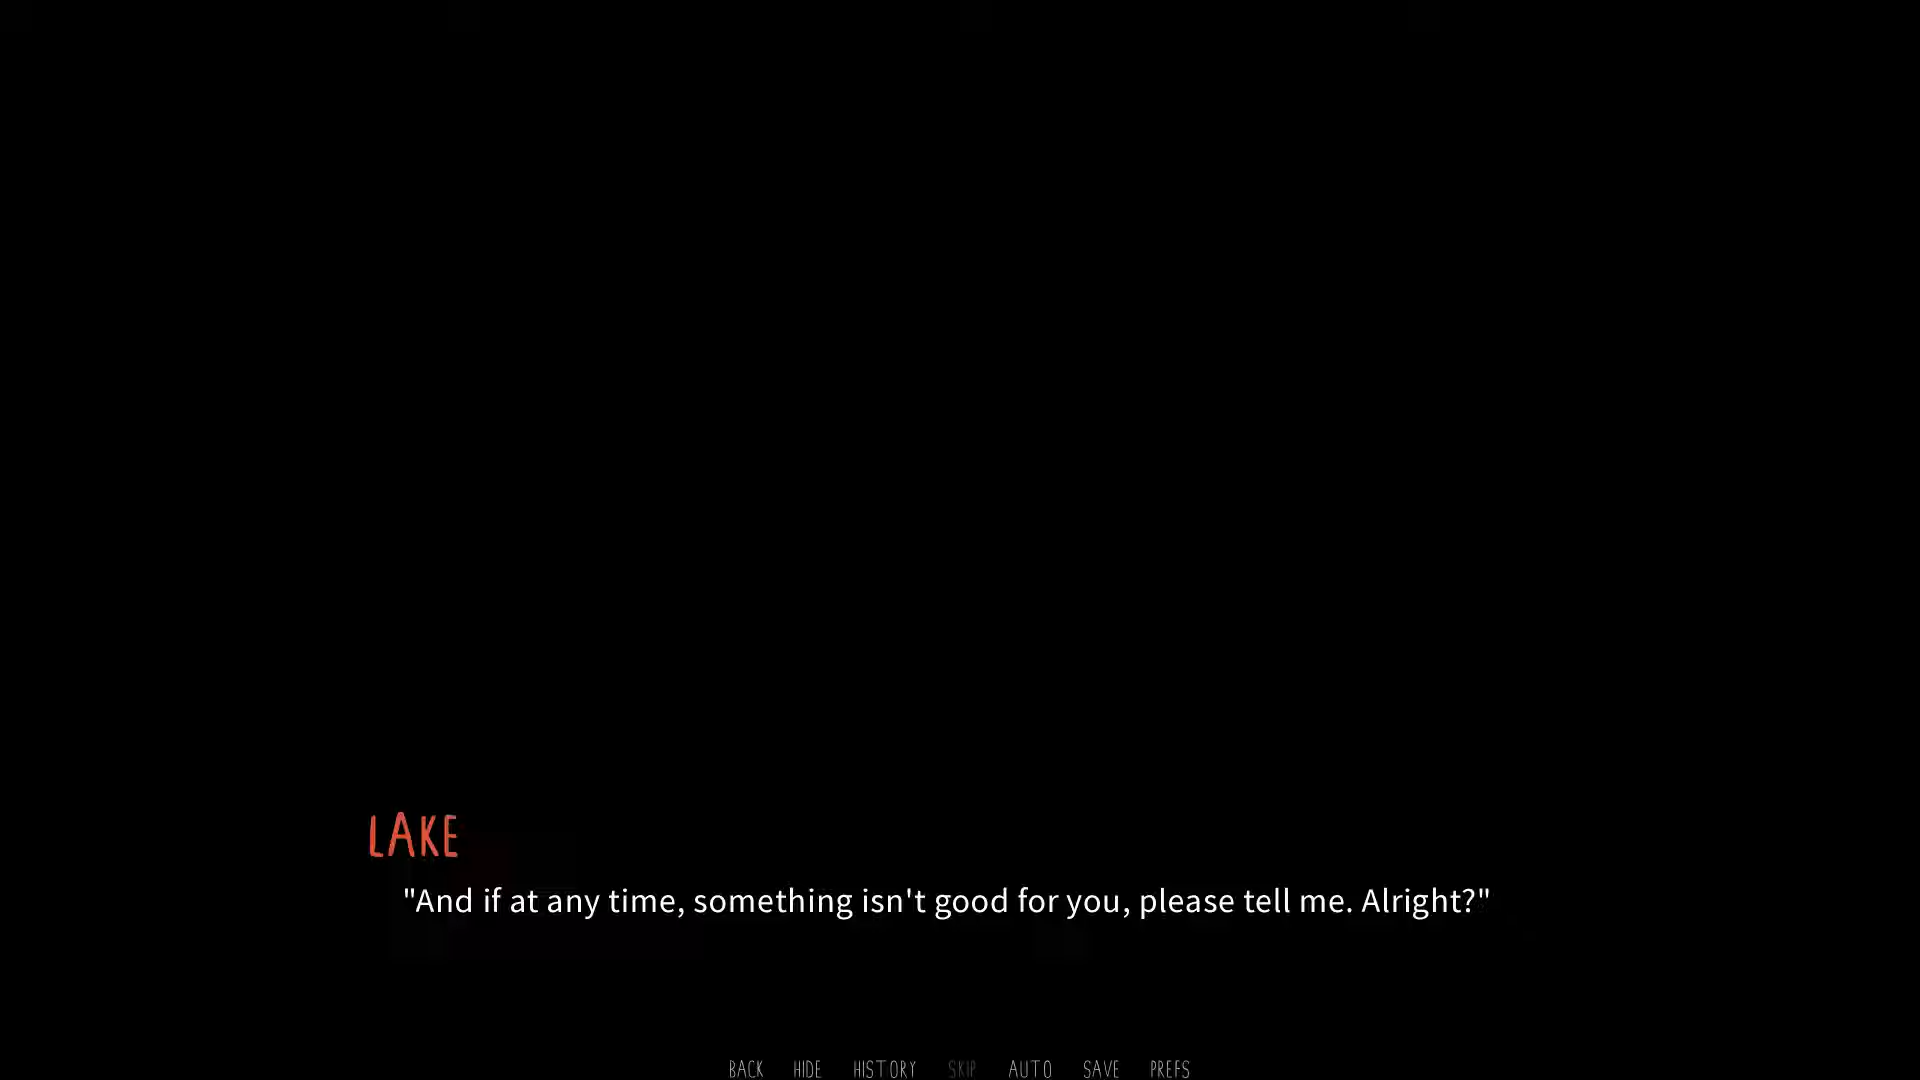 LAKE
"And if at any time, something isn't good for you, please tell me. Alright?"
BACK HIDE HISTORY SKIP AUTO SAVE PREFS